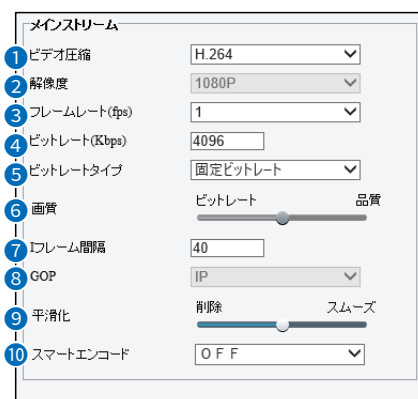 メインストリーム
1 ビデオ圧縮 H.264
2 解像度 1080P
3 フレームレート(fps) 1
4 ビットレート(Kbps) 4096
5 ビットレートタイプ 固定ビットレート
6 画質 ビットレート 品質
7 Iフレーム間隔 40
8 GOP IP
9 平滑化 削除 スムーズ
10 スマートエンコード OFF